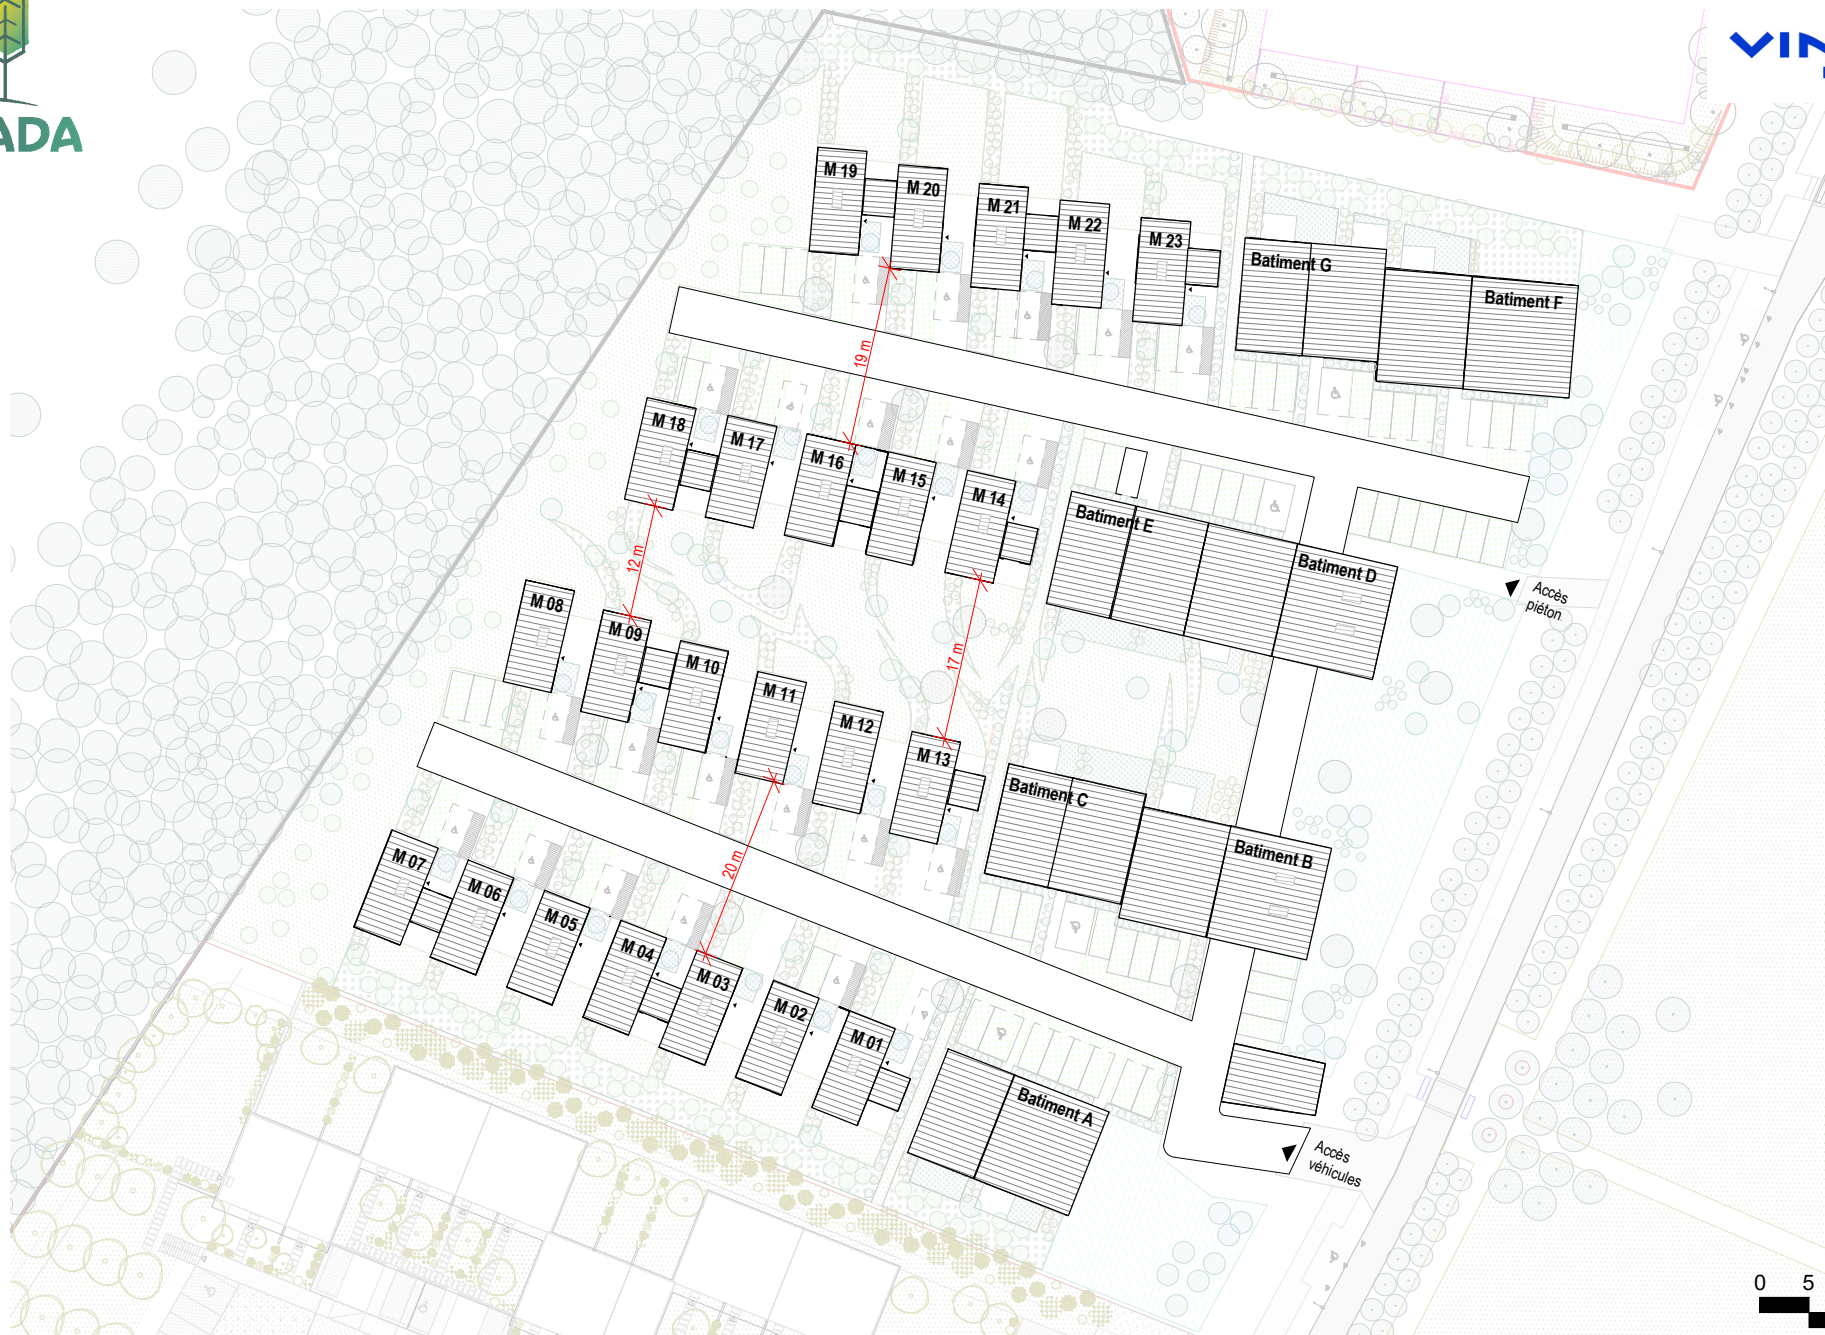 ADA
M 19
M 20
M 21
M 22
M 23
Batiment G
Batiment F
19 m
M 18
M 17
M 16
M 15
M 14
Batiment E
Batiment D
Accès
piéton
12 m
17 m
M 08
M 09
M 10
M 11
M 12
M 13
Batiment C
Batiment B
20 m
M 07
M 06
M 05
M 04
M 03
M 02
M 01
Batiment A
Accès
véhicules
0 5